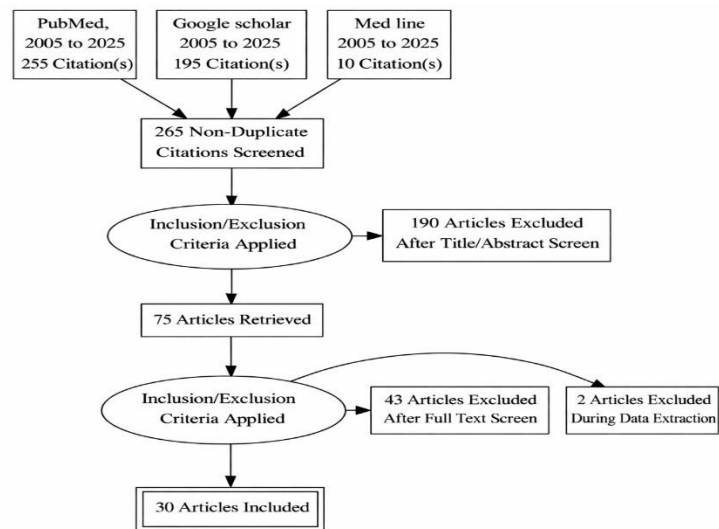 PubMed,
2005 to 2025
255 Citation(s)
Google scholar
2005 to 2025
195 Citation(s)
Med line
2005 to 2025
10 Citation(s)
265 Non-Duplicate
Citations Screened
Inclusion/Exclusion
Criteria Applied
190 Articles Excluded
After Title/Abstract Screen
75 Articles Retrieved
Inclusion/Exclusion
Criteria Applied
43 Articles Excluded
After Full Text Screen
2 Articles Excluded
During Data Extraction
30 Articles Included